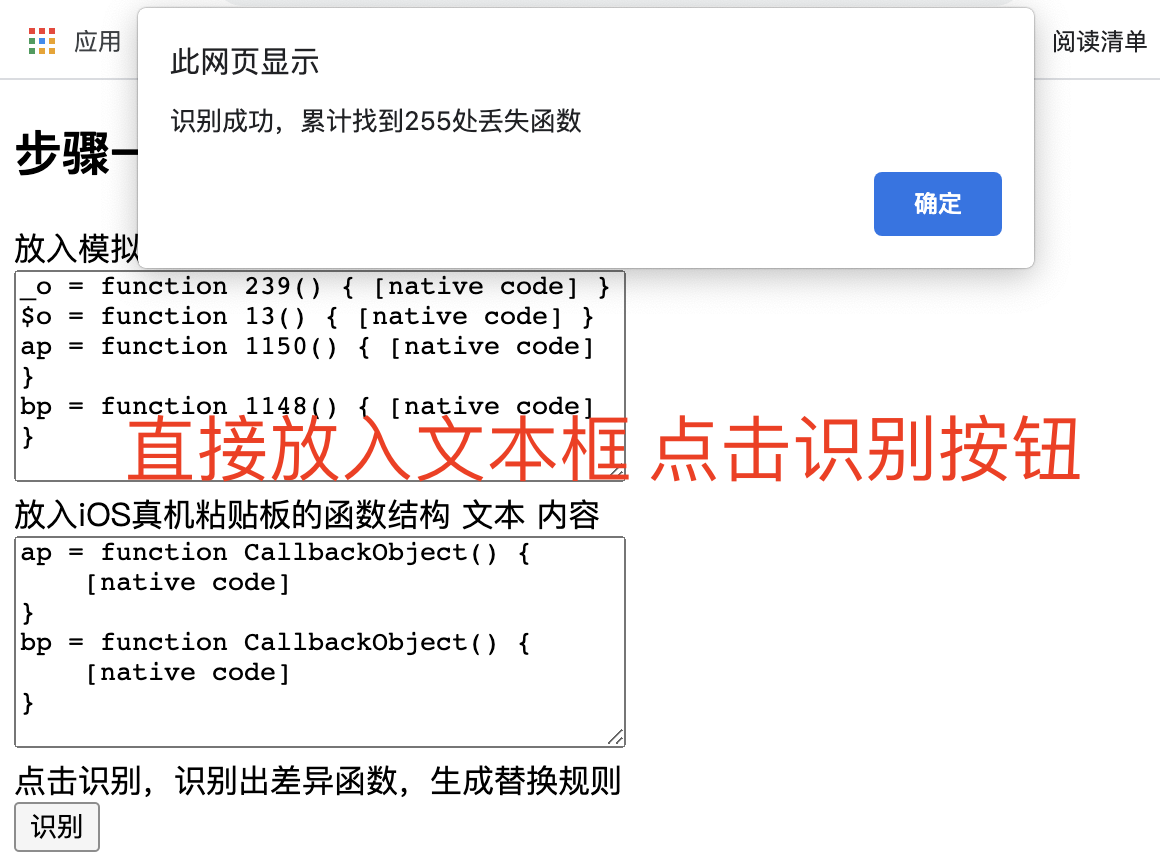 应用
阅读清单
此网页显示
识别成功，累计找到255处丢失函数
确定
步骤一
放入模拟
_o = function 239() { [native code] }
$o = function 13() { [native code] }
ap = function 1150() { [native code]
}
bp = function 1148() { [native code]
}
直接放入文本框 点击识别按钮
放入iOS真机粘贴板的函数结构 文本 内容
ap = function CallbackObject() {
    [native code]
}
bp = function CallbackObject() {
    [native code]
}
点击识别，识别出差异函数，生成替换规则
识别